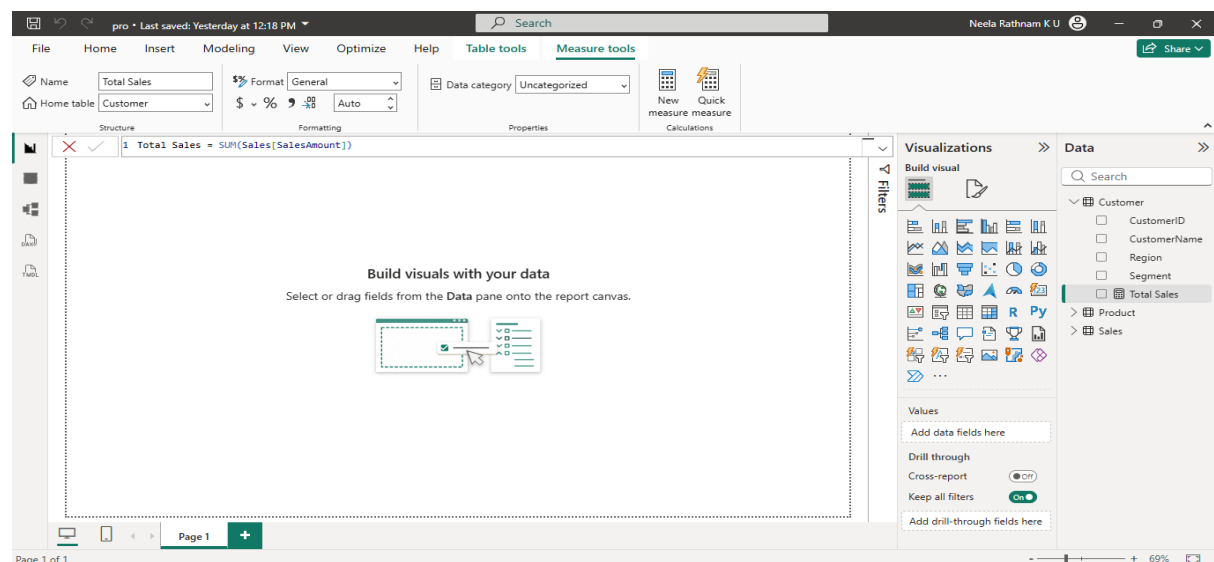 pro • Last saved: Yesterday at 12:18 PM
Search
Neela Rathnam K U
File Home Insert Modeling View Optimize Help Table tools Measure tools
Share
Name Total Sales
$% Format General
Data category Uncategorized
Home table Customer
$ % 9 .00 Auto
New measure
Quick measure
Structure Formatting Properties Calculations
1 Total Sales = SUM(Sales[SalesAmount])
Filters
Build visuals with your data
Select or drag fields from the Data pane onto the report canvas.
DAX
TMDL
Visualizations
Build visual
123
R Py
...
Values
Add data fields here
Drill through
Cross-report Off
Keep all filters On
Add drill-through fields here
Data
Search
Customer
CustomerID
CustomerName
Region
Segment
Total Sales
Product
Sales
Page 1 +
Page 1 of 1
- + 69%